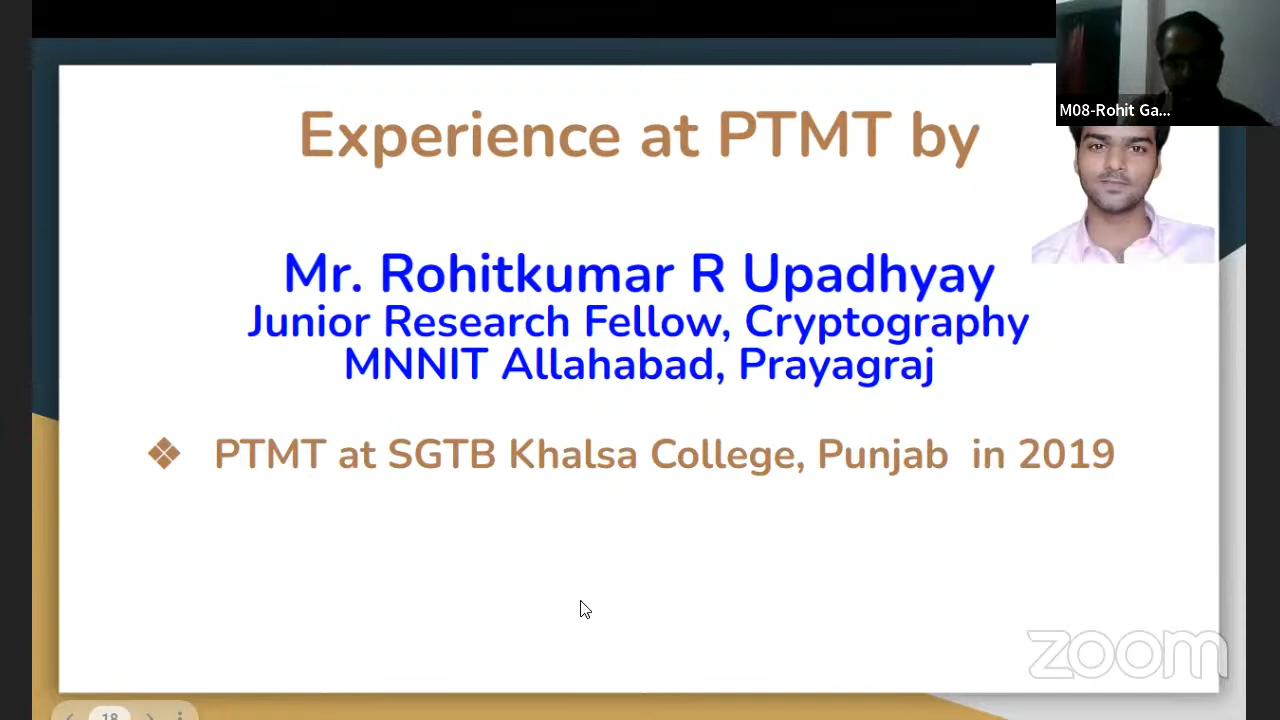 Experience at PTMT by
M08-Rohit Ga...
Mr. Rohitkumar R Upadhyay
Junior Research Fellow, Cryptography
MNNIT Allahabad, Prayagraj
❖ PTMT at SGTB Khalsa College, Punjab in 2019
zoom
18